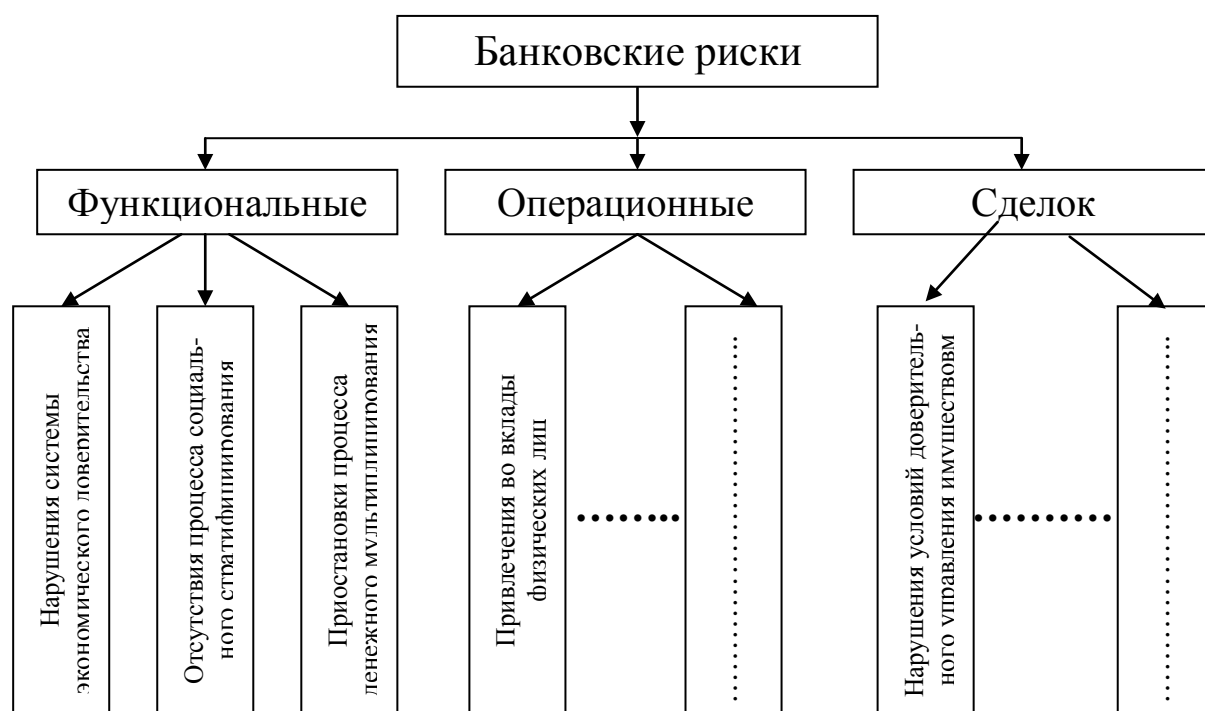 Банковские риски
Функциональные
Операционные
Сделок
Нарушения системы
экономического доверительства
Отсутствия процесса социаль-
ного стратифицирования
Приостановки процесса
денежного мультиплицирования
Привлечения во вклады
физических лиц
Нарушения условий доверитель-
ного управления имуществовм